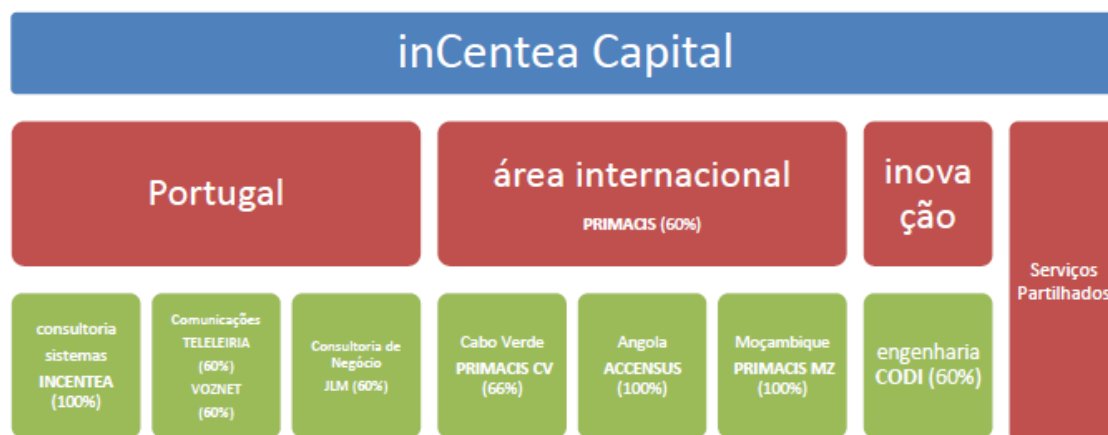 inCentea Capital
Portugal
área internacional
PRIMACIS (60%)
inova
ção
Serviços
Partilhados
consultoria
sistemas
INCENTEA
(100%)
Comunicações
TELELEIRIA
(60%)
VOZNET
(60%)
Consultoria de
Negócio
JLM (60%)
Cabo Verde
PRIMACIS CV
(66%)
Angola
ACCENSUS
(100%)
Moçambique
PRIMACIS MZ
(100%)
engenharia
CODI (60%)